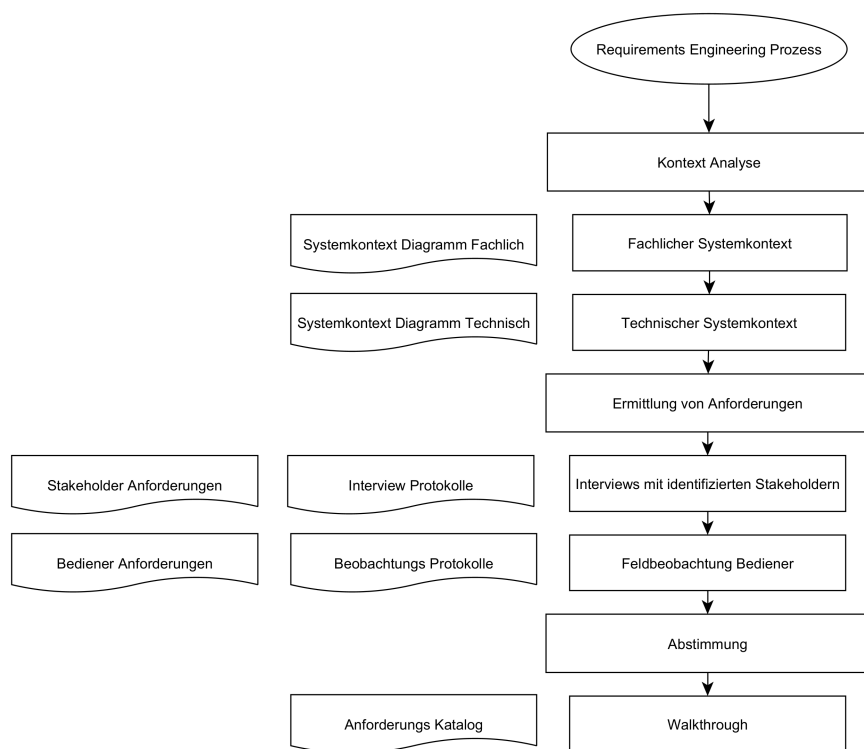 Requirements Engineering Prozess
Kontext Analyse
Systemkontext Diagramm Fachlich
Fachlicher Systemkontext
Systemkontext Diagramm Technisch
Technischer Systemkontext
Ermittlung von Anforderungen
Stakeholder Anforderungen
Interview Protokolle
Interviews mit identifizierten Stakeholdern
Bediener Anforderungen
Beobachtungs Protokolle
Feldbeobachtung Bediener
Abstimmung
Anforderungs Katalog
Walkthrough